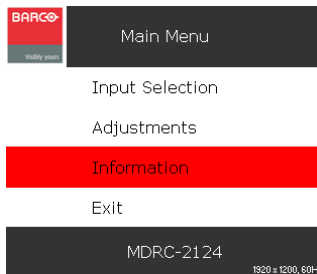 BARCO
Visibly yours
Main Menu
Input Selection
Adjustments
Information
Exit
MDRC-2124
1920 x 1200, 60H